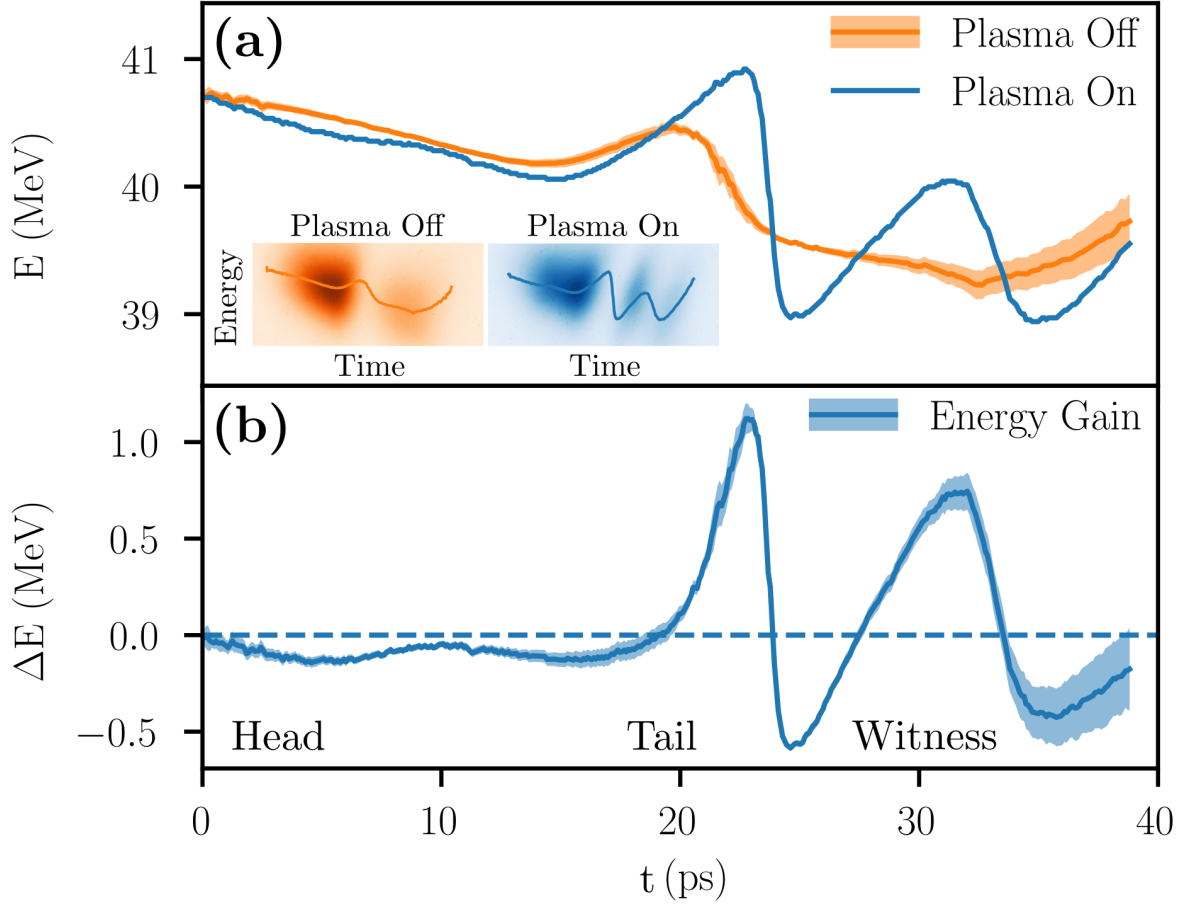 (a)
Plasma Off
Plasma On
41
40
39
E (MeV)
Plasma Off
Plasma On
Energy
Time
Time
(b)
Energy Gain
1.0
0.5
0.0
−0.5
ΔE (MeV)
Head
Tail
Witness
0
10
20
30
40
t (ps)